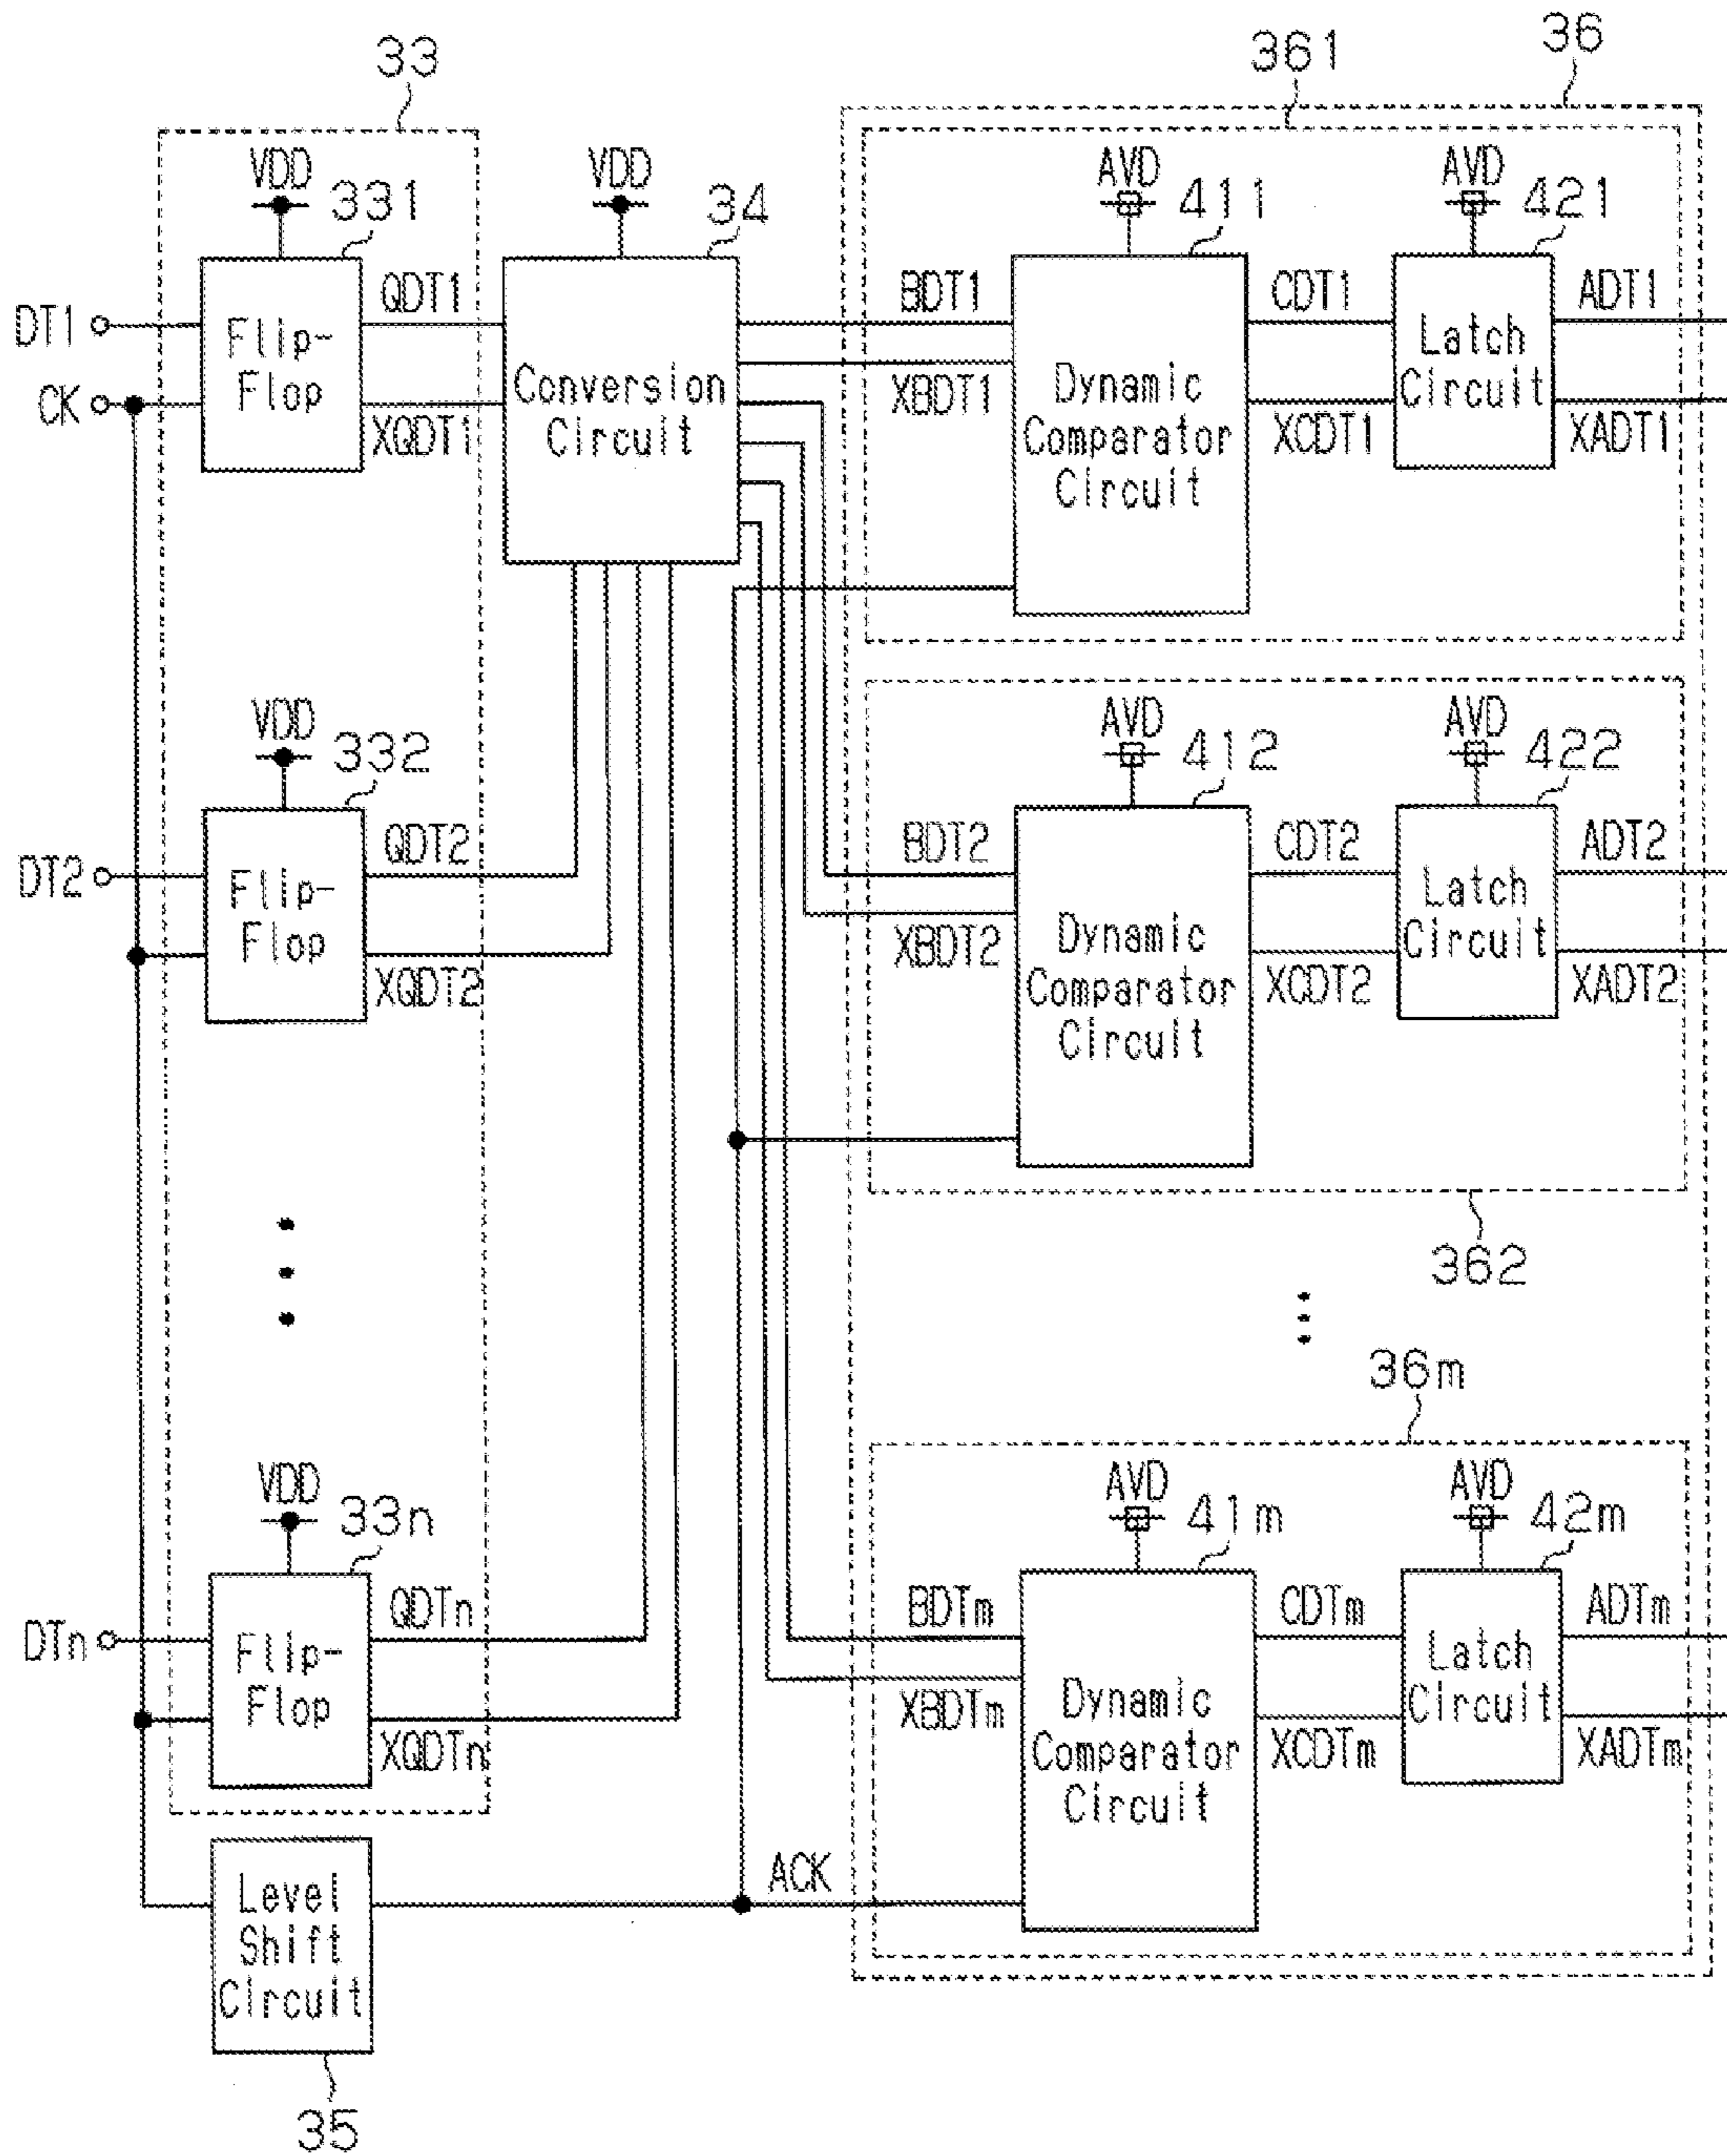 33
361
36
VDD
331
VDD
34
AVD
411
AVD
421
DT1
CK
Flip-
Flop
QDT1
XQDT1
Conversion
Circuit
BDT1
XBDT1
Dynamic
Comparator
Circuit
CDT1
XCDT1
Latch
Circuit
ADT1
XADT1
VDD
332
AVD
412
AVD
422
DT2
Flip-
Flop
QDT2
XQDT2
BDT2
XBDT2
Dynamic
Comparator
Circuit
CDT2
XCDT2
Latch
Circuit
ADT2
XADT2
362
36m
VDD
33n
AVD
41m
AVD
42m
DTn
Flip-
Flop
QDTn
XQDTn
BDTm
XBDTm
Dynamic
Comparator
Circuit
CDTm
XCDTm
Latch
Circuit
ADTm
XADTm
Level
Shift
Circuit
ACK
35